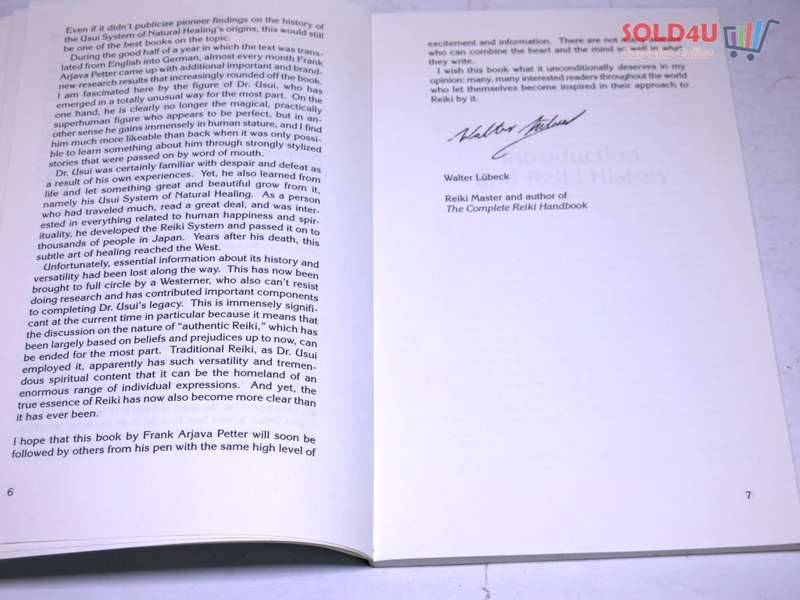 Even if it didn't publicize pioneer findings on the history of
the Usui System of Natural Healing's origins, this would still
be one of the best books on the topic.
During the good half of a year in which the text was trans-
lated from English into German, almost every month Frank
Arjava Petter came up with additional important and brand-
new research results that increasingly rounded off the book.
I am fascinated here by the figure of Dr. Usui, who has
emerged in a totally unusual way for the most part. On the
one hand, he is clearly no longer the magical, practically
superhuman figure who appears to be perfect, but in an-
other sense he gains immensely in human stature, and I find
him much more likeable than back when it was only possi-
ble to learn something about him through strongly stylized
stories that were passed on by word of mouth.
Dr. Usui was certainly familiar with despair and defeat as
a result of his own experiences. Yet, he also learned from
life and let something great and beautiful grow from it,
namely his Usui System of Natural Healing. As a person
who had traveled much, read a great deal, and was inter-
ested in everything related to human happiness and spir-
ituality, he developed the Reiki System and passed it on to
thousands of people in Japan. Years after his death, this
subtle art of healing reached the West.
Unfortunately, essential information about its history and
versatility had been lost along the way. This has now been
brought to full circle by a Westerner, who also can't resist
doing research and has contributed important components
to completing Dr. Usui's legacy. This is immensely signifi-
cant at the current time in particular because it means that
the discussion on the nature of "authentic Reiki," which has
been largely based on beliefs and prejudices up to now, can
be ended for the most part. Traditional Reiki, as Dr. Usui
employed it, apparently has such versatility and tremen-
dous spiritual content that it can be the homeland of an
enormous range of individual expressions. And yet, the
true essence of Reiki has now also become more clear than
it has ever been.
I hope that this book by Frank Arjava Petter will soon be
followed by others from his pen with the same high level of
6
SOLD4U
excitement and information. There are not
who can combine the heart and the mind so well in what
they write.
I wish this book what it unconditionally deserves in my
opinion: many, many interested readers throughout the world
who let themselves become inspired in their approach to
Reiki by it.
Walter
Introduction
and Reiki History
Walter Lübeck
Reiki Master and author of
The Complete Reiki Handbook
7